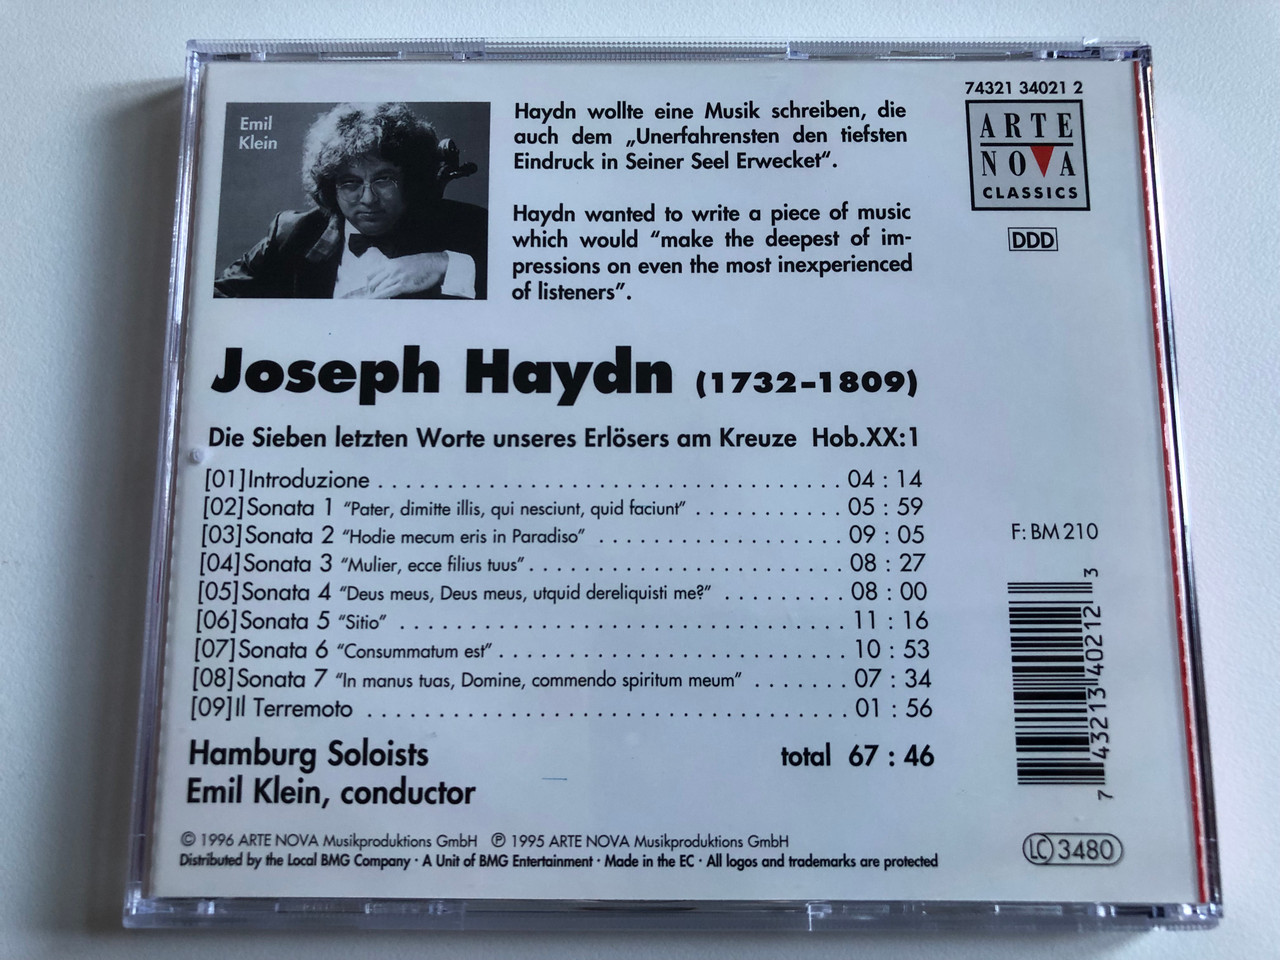 Emil
Klein
Haydn wollte eine Musik schreiben, die
auch dem „Unerfahrensten den tiefsten
Eindruck in Seiner Seel Erwecket“.
Haydn wanted to write a piece of music
which would “make the deepest of im-
pressions on even the most inexperienced
of listeners”.
74321 34021 2
ARTE
NOVA
CLASSICS
DDD
Joseph Haydn (1732–1809)
Die Sieben letzten Worte unseres Erlösers am Kreuze Hob.XX:1
[01] Introduzione . . . . . . . . . . . . . . . . . . . . . . . . . . . . . . . . . 04 : 14
[02] Sonata 1 “Pater, dimitte illis, qui nesciunt, quid faciunt” . . . . . . . . . . . 05 : 59
[03] Sonata 2 “Hodie mecum eris in Paradiso” . . . . . . . . . . . . . . . . . . 09 : 05
[04] Sonata 3 “Mulier, ecce filius tuus” . . . . . . . . . . . . . . . . . . . . . . . 08 : 27
[05] Sonata 4 “Deus meus, Deus meus, utquid dereliquisti me?” . . . . . . . . . 08 : 00
[06] Sonata 5 “Sitio” . . . . . . . . . . . . . . . . . . . . . . . . . . . . . . . . 11 : 16
[07] Sonata 6 “Consummatum est” . . . . . . . . . . . . . . . . . . . . . . . . . 10 : 53
[08] Sonata 7 “In manus tuas, Domine, commendo spiritum meum” . . . . . . . 07 : 34
[09] Il Terremoto . . . . . . . . . . . . . . . . . . . . . . . . . . . . . . . . . . 01 : 56
Hamburg Soloists
total 67 : 46
Emil Klein, conductor
F: BM 210
7 43213 40212 3
© 1996 ARTE NOVA Musikproduktions GmbH ℗ 1995 ARTE NOVA Musikproduktions GmbH
Distributed by the Local BMG Company · A Unit of BMG Entertainment · Made in the EC · All logos and trademarks are protected
LC 3480